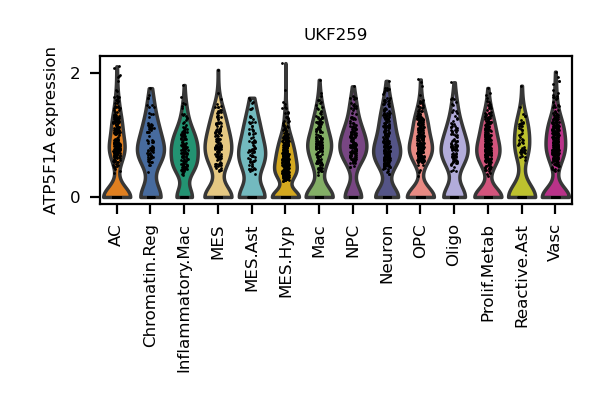 UKF259
ATP5F1A expression
2
0
AC
Chromatin.Reg
Inflammatory.Mac
MES
MES.Ast
MES.Hyp
Mac
NPC
Neuron
OPC
Oligo
Prolif.Metab
Reactive.Ast
Vasc